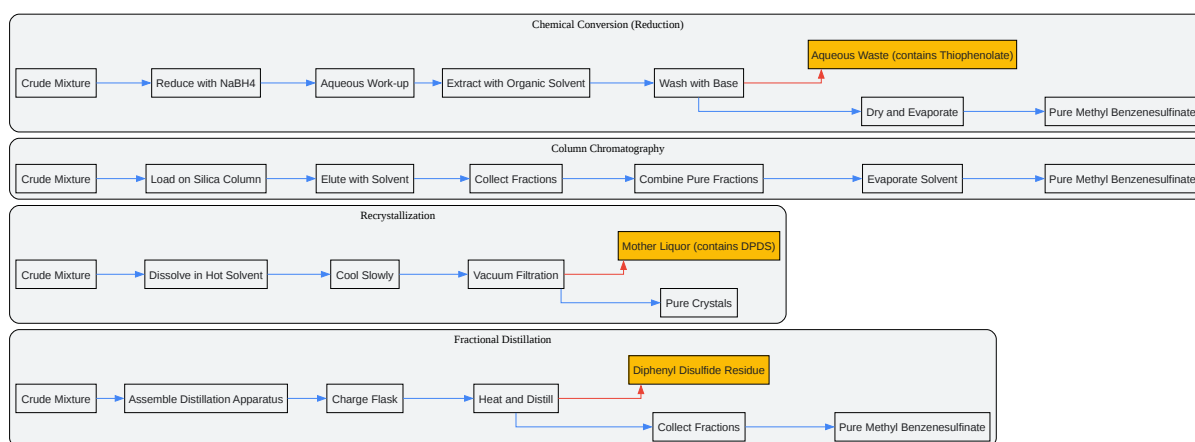 Chemical Conversion (Reduction)
Aqueous Waste (contains Thiophenolate)
Crude Mixture
Reduce with NaBH4
Aqueous Work-up
Extract with Organic Solvent
Wash with Base
Dry and Evaporate
Pure Methyl Benzenesulfinate
Column Chromatography
Crude Mixture
Load on Silica Column
Elute with Solvent
Collect Fractions
Combine Pure Fractions
Evaporate Solvent
Pure Methyl Benzenesulfinate
Recrystallization
Mother Liquor (contains DPDS)
Crude Mixture
Dissolve in Hot Solvent
Cool Slowly
Vacuum Filtration
Pure Crystals
Fractional Distillation
Diphenyl Disulfide Residue
Crude Mixture
Assemble Distillation Apparatus
Charge Flask
Heat and Distill
Collect Fractions
Pure Methyl Benzenesulfinate